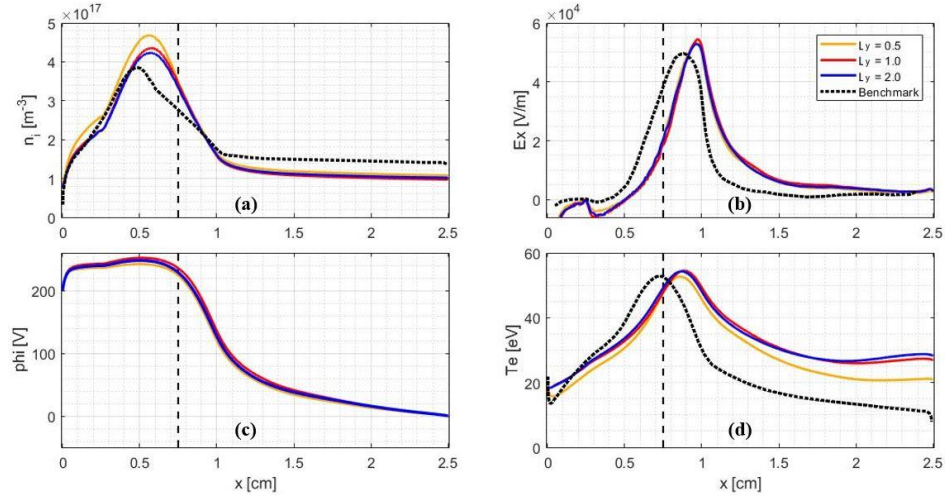 ×10^17
5
4
3
2
1
0
n_i [m^-3]
(a)
0 0.5 1 1.5 2 2.5
×10^4
6
4
2
0
Ex [V/m]
(b)
Ly = 0.5
Ly = 1.0
Ly = 2.0
Benchmark
0 0.5 1 1.5 2 2.5
200
100
0
phi [V]
(c)
0 0.5 1 1.5 2 2.5
x [cm]
60
40
20
0
Te [eV]
(d)
0 0.5 1 1.5 2 2.5
x [cm]